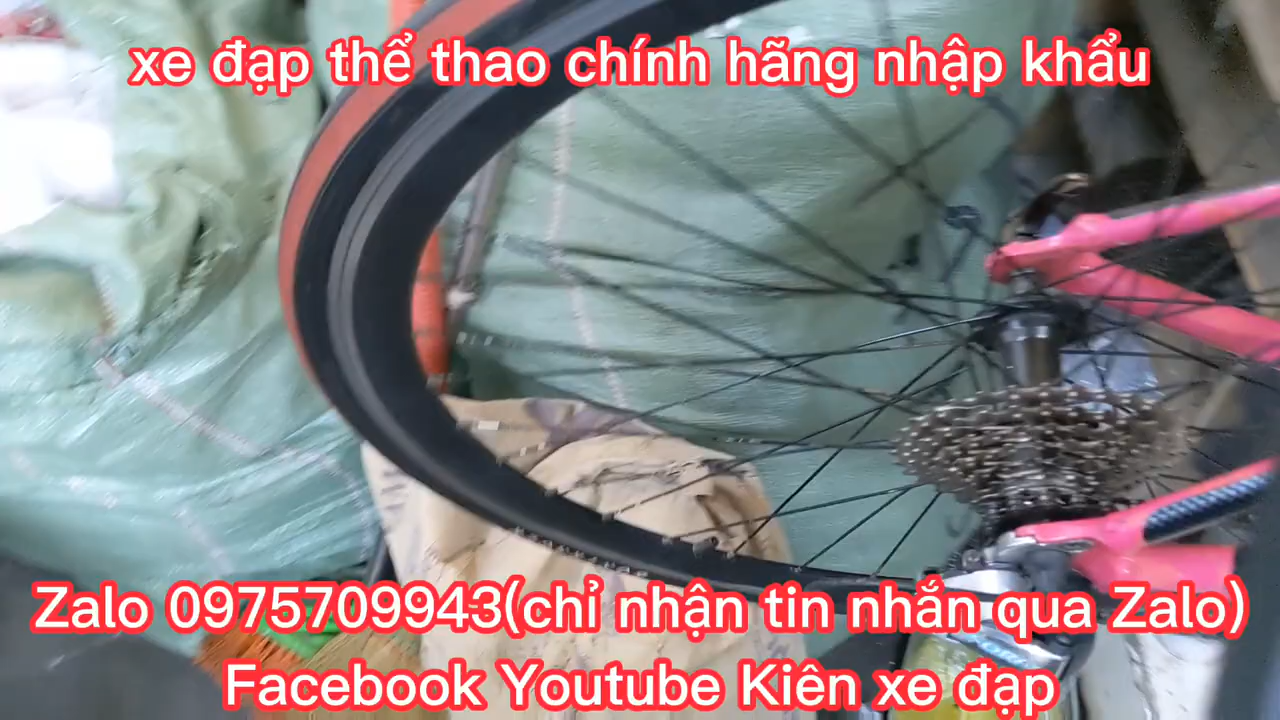 xe đạp thể thao chính hãng nhập khẩu
Zalo 0975709943(chỉ nhận tin nhắn qua Zalo)
Facebook Youtube Kiên xe đạp